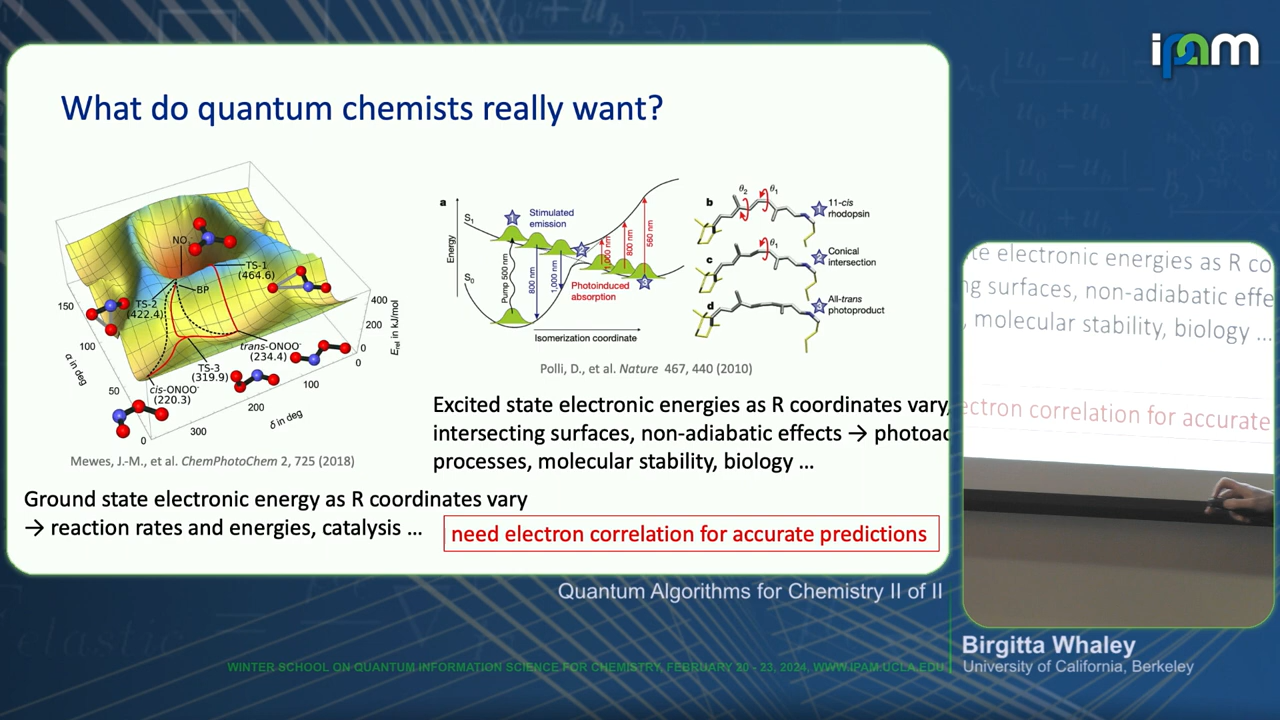 ipam
What do quantum chemists really want?
NO₃⁻
TS-1
(464.6)
BP
TS-2
(422.4)
trans-ONOO⁻
(234.4)
TS-3
(319.9)
cis-ONOO⁻
(220.3)
150
100
50
0
α in deg
300
200
100
0
δ in deg
400
200
0
E_rel in kJ/mol
Mewes, J.-M., et al. ChemPhotoChem 2, 725 (2018)
a
Energy
S₁
S₀
1
2
3
Stimulated
emission
Pump 500 nm
800 nm
1,000 nm
1,000 nm
800 nm
560 nm
Photoinduced
absorption
Isomerization coordinate
b
θ₂
θ₁
11-cis
rhodopsin
c
θ₁
Conical
intersection
d
All-trans
photoproduct
Polli, D., et al. Nature 467, 440 (2010)
Excited state electronic energies as R coordinates vary,
intersecting surfaces, non-adiabatic effects → photoac
processes, molecular stability, biology ...
Ground state electronic energy as R coordinates vary
→ reaction rates and energies, catalysis ...
need electron correlation for accurate predictions
te electronic energies as R co
ng surfaces, non-adiabatic effe
, molecular stability, biology ...
ectron correlation for accurate
Quantum Algorithms for Chemistry II of II
Birgitta Whaley
University of California, Berkeley
WINTER SCHOOL ON QUANTUM INFORMATION SCIENCE FOR CHEMISTRY, FEBRUARY 20 - 23, 2024, WWW.IPAM.UCLA.EDU